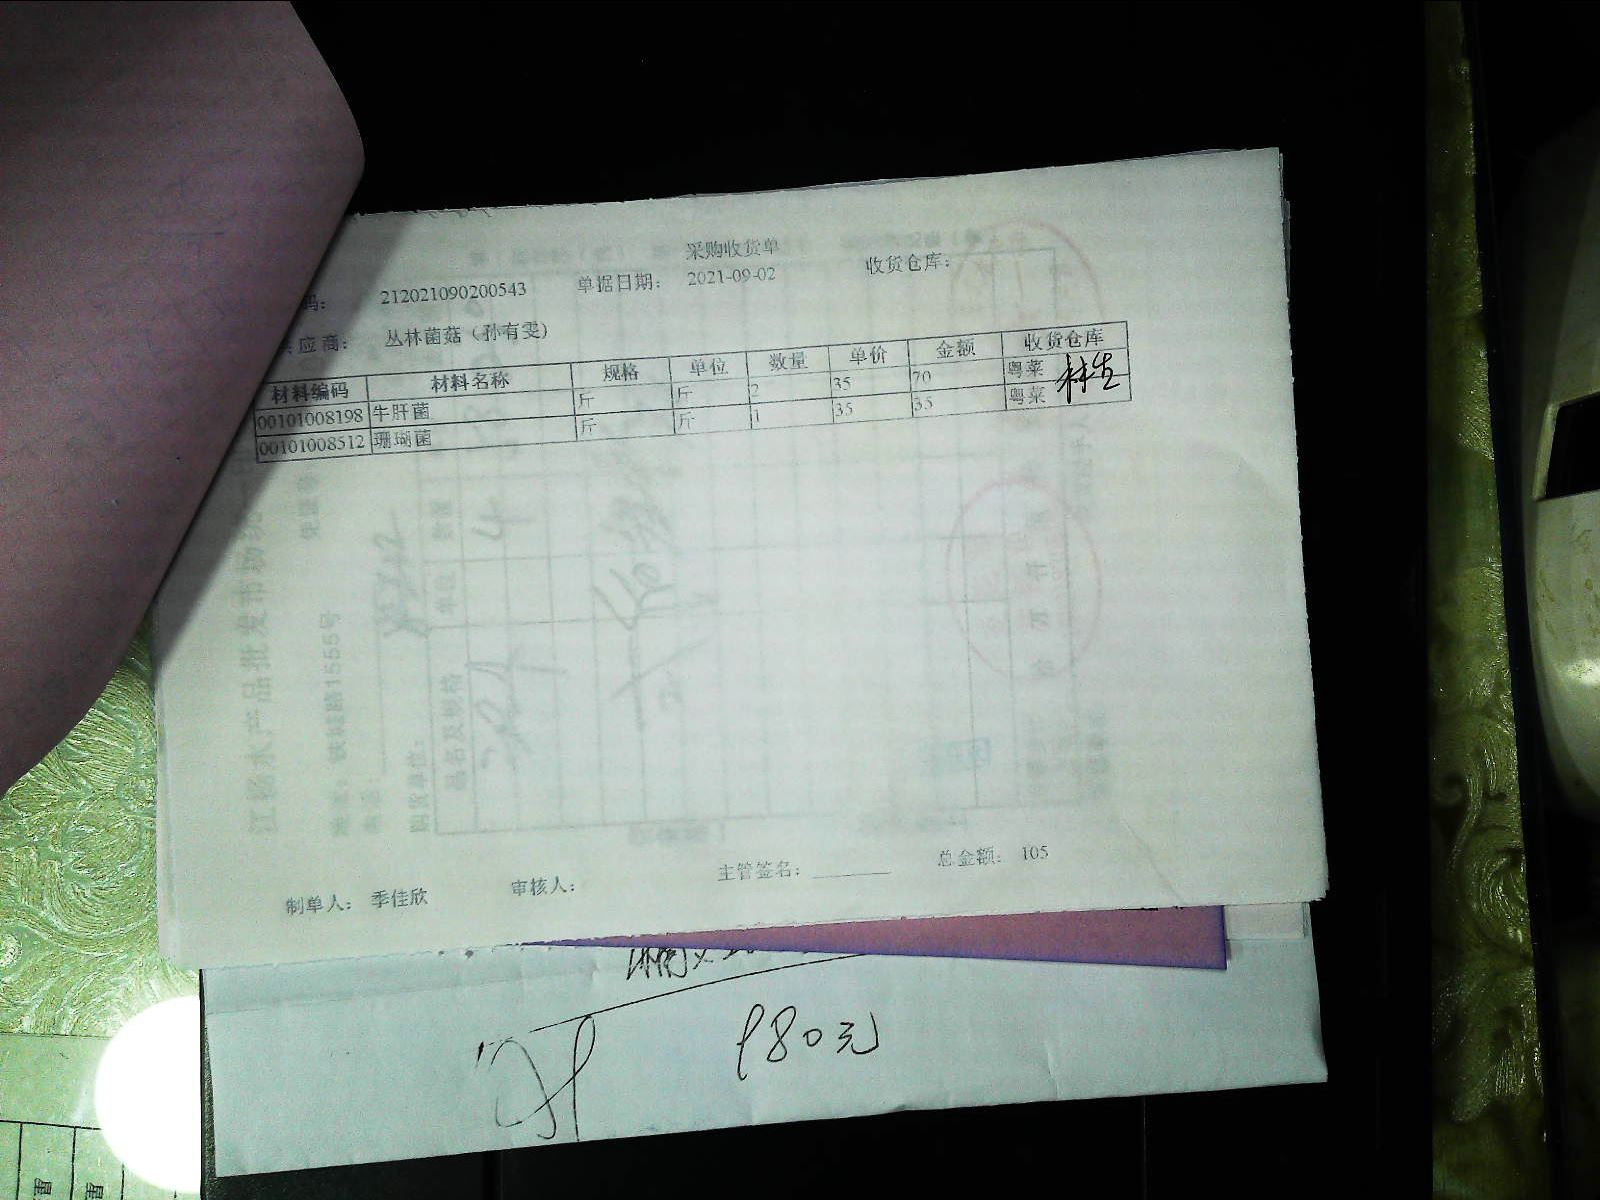 采购收货单
码: 212021090200543 单据日期: 2021-09-02 收货仓库:
供应商: 丛林菌菇（孙有雯)
材料编码 材料名称 规格 单位 数量 单价 金额 收货仓库
00101008198 牛肝菌 斤 斤 2 35 70 粤菜
00101008512 珊瑚菌 斤 斤 1 35 35 粤菜
制单人: 季佳欣 审核人: 主管签名: 总金额: 105
980元